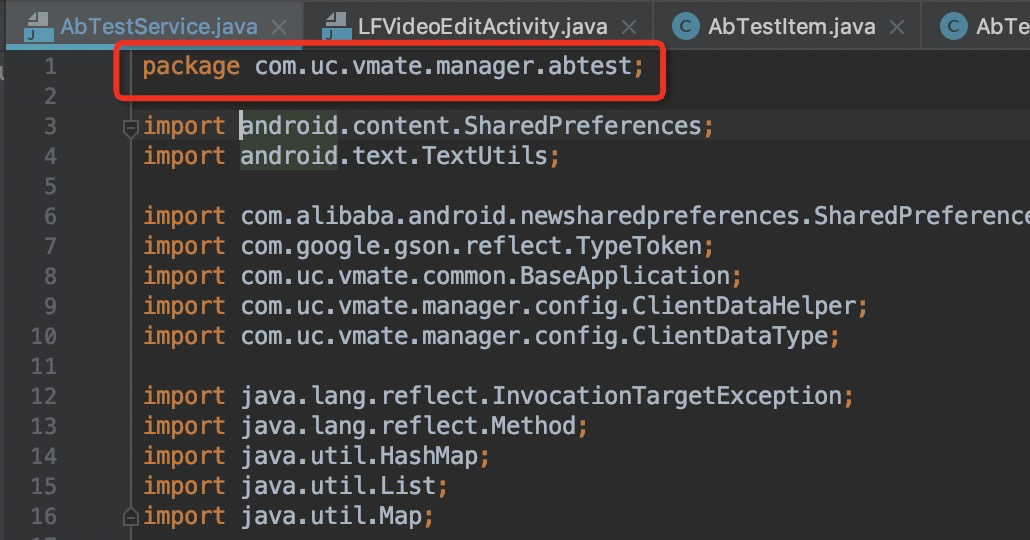 AbTestService.java LFVideoEditActivity.java C AbTestItem.java C AbTe
1 package com.uc.vmate.manager.abtest;
2
3 import android.content.SharedPreferences;
4 import android.text.TextUtils;
5
6 import com.alibaba.android.newsharedpreferences.SharedPreference
7 import com.google.gson.reflect.TypeToken;
8 import com.uc.vmate.common.BaseApplication;
9 import com.uc.vmate.manager.config.ClientDataHelper;
10 import com.uc.vmate.manager.config.ClientDataType;
11
12 import java.lang.reflect.InvocationTargetException;
13 import java.lang.reflect.Method;
14 import java.util.HashMap;
15 import java.util.List;
16 import java.util.Map;